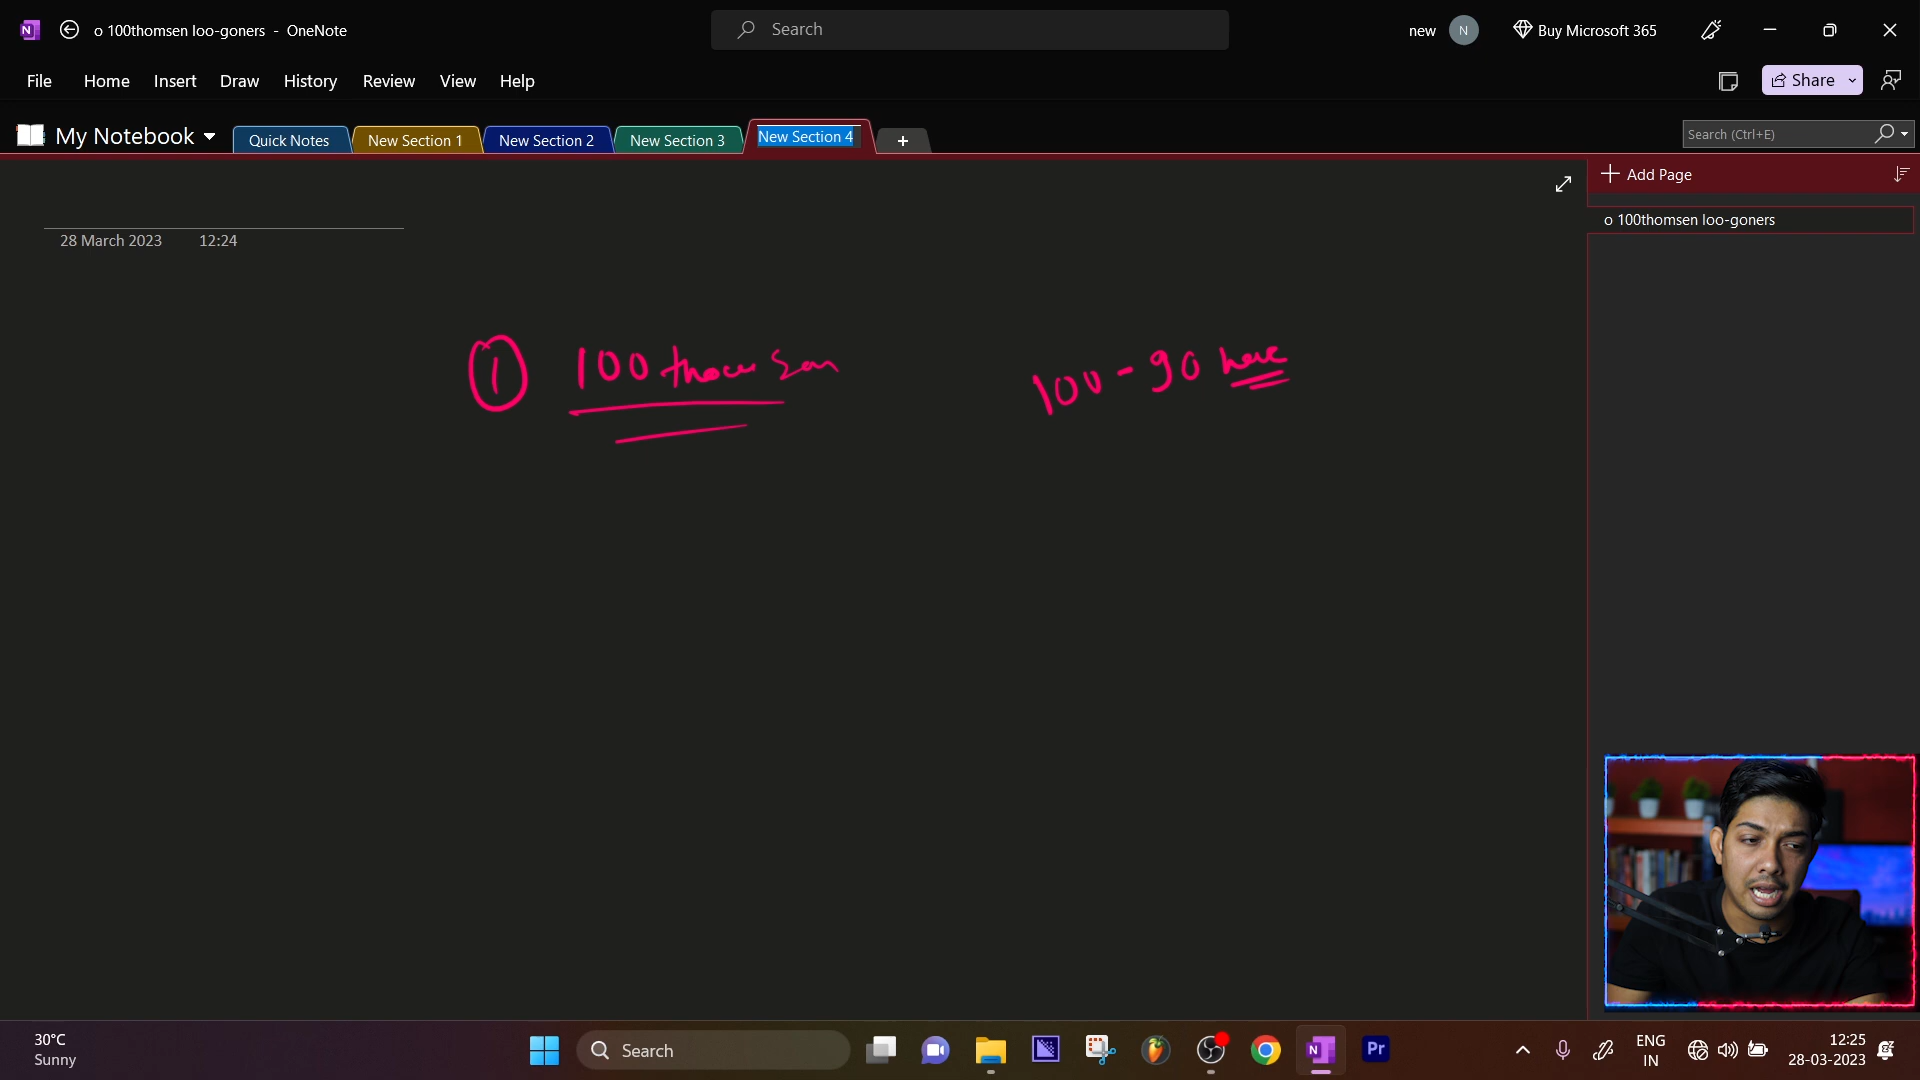 o 100thomsen loo-goners - OneNote
Search
new
N
Buy Microsoft 365
File Home Insert Draw History Review View Help
Share
My Notebook
Quick Notes
New Section 1
New Section 2
New Section 3
New Section 4
+
Search (Ctrl+E)
Add Page
o 100thomsen loo-goners
28 March 2023 12:24
1 100
100 - 90
30°C
Sunny
Search
Pr
ENG
IN
12:25
28-03-2023